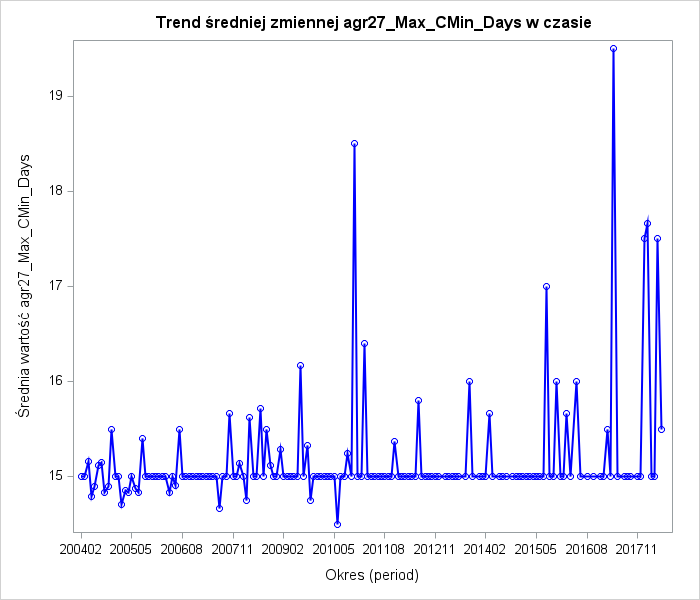 Trend średniej zmiennej agr27_Max_CMin_Days w czasie
Średnia wartość agr27_Max_CMin_Days
19
18
17
16
15
200402 200505 200608 200711 200902 201005 201108 201211 201402 201505 201608 201711
Okres (period)